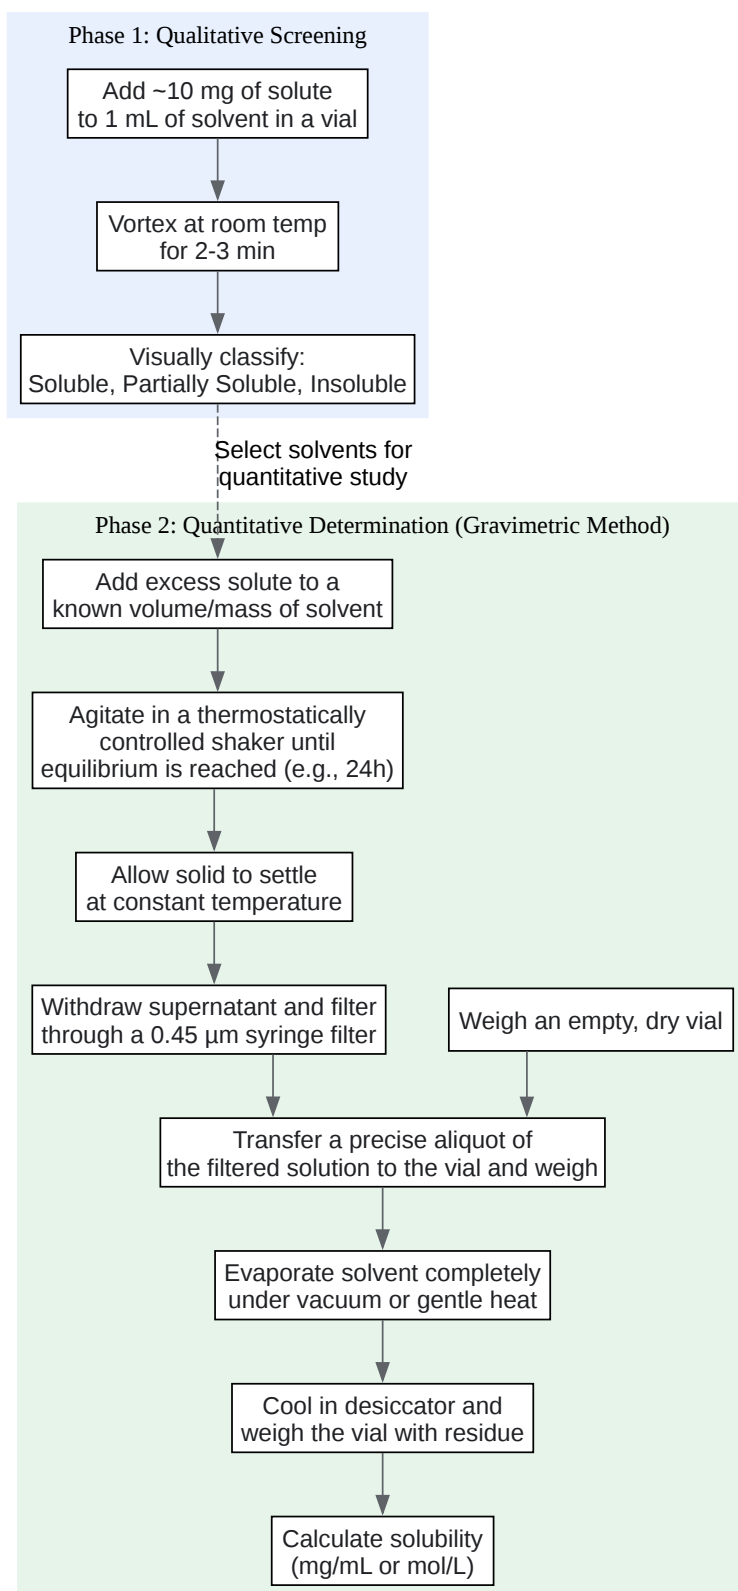 Phase 1: Qualitative Screening
Add ~10 mg of solute
to 1 mL of solvent in a vial
Vortex at room temp
for 2-3 min
Visually classify:
Soluble, Partially Soluble, Insoluble
Select solvents for
quantitative study
Phase 2: Quantitative Determination (Gravimetric Method)
Add excess solute to a
known volume/mass of solvent
Agitate in a thermostatically
controlled shaker until
equilibrium is reached (e.g., 24h)
Allow solid to settle
at constant temperature
Withdraw supernatant and filter
through a 0.45 µm syringe filter
Weigh an empty, dry vial
Transfer a precise aliquot of
the filtered solution to the vial and weigh
Evaporate solvent completely
under vacuum or gentle heat
Cool in desiccator and
weigh the vial with residue
Calculate solubility
(mg/mL or mol/L)